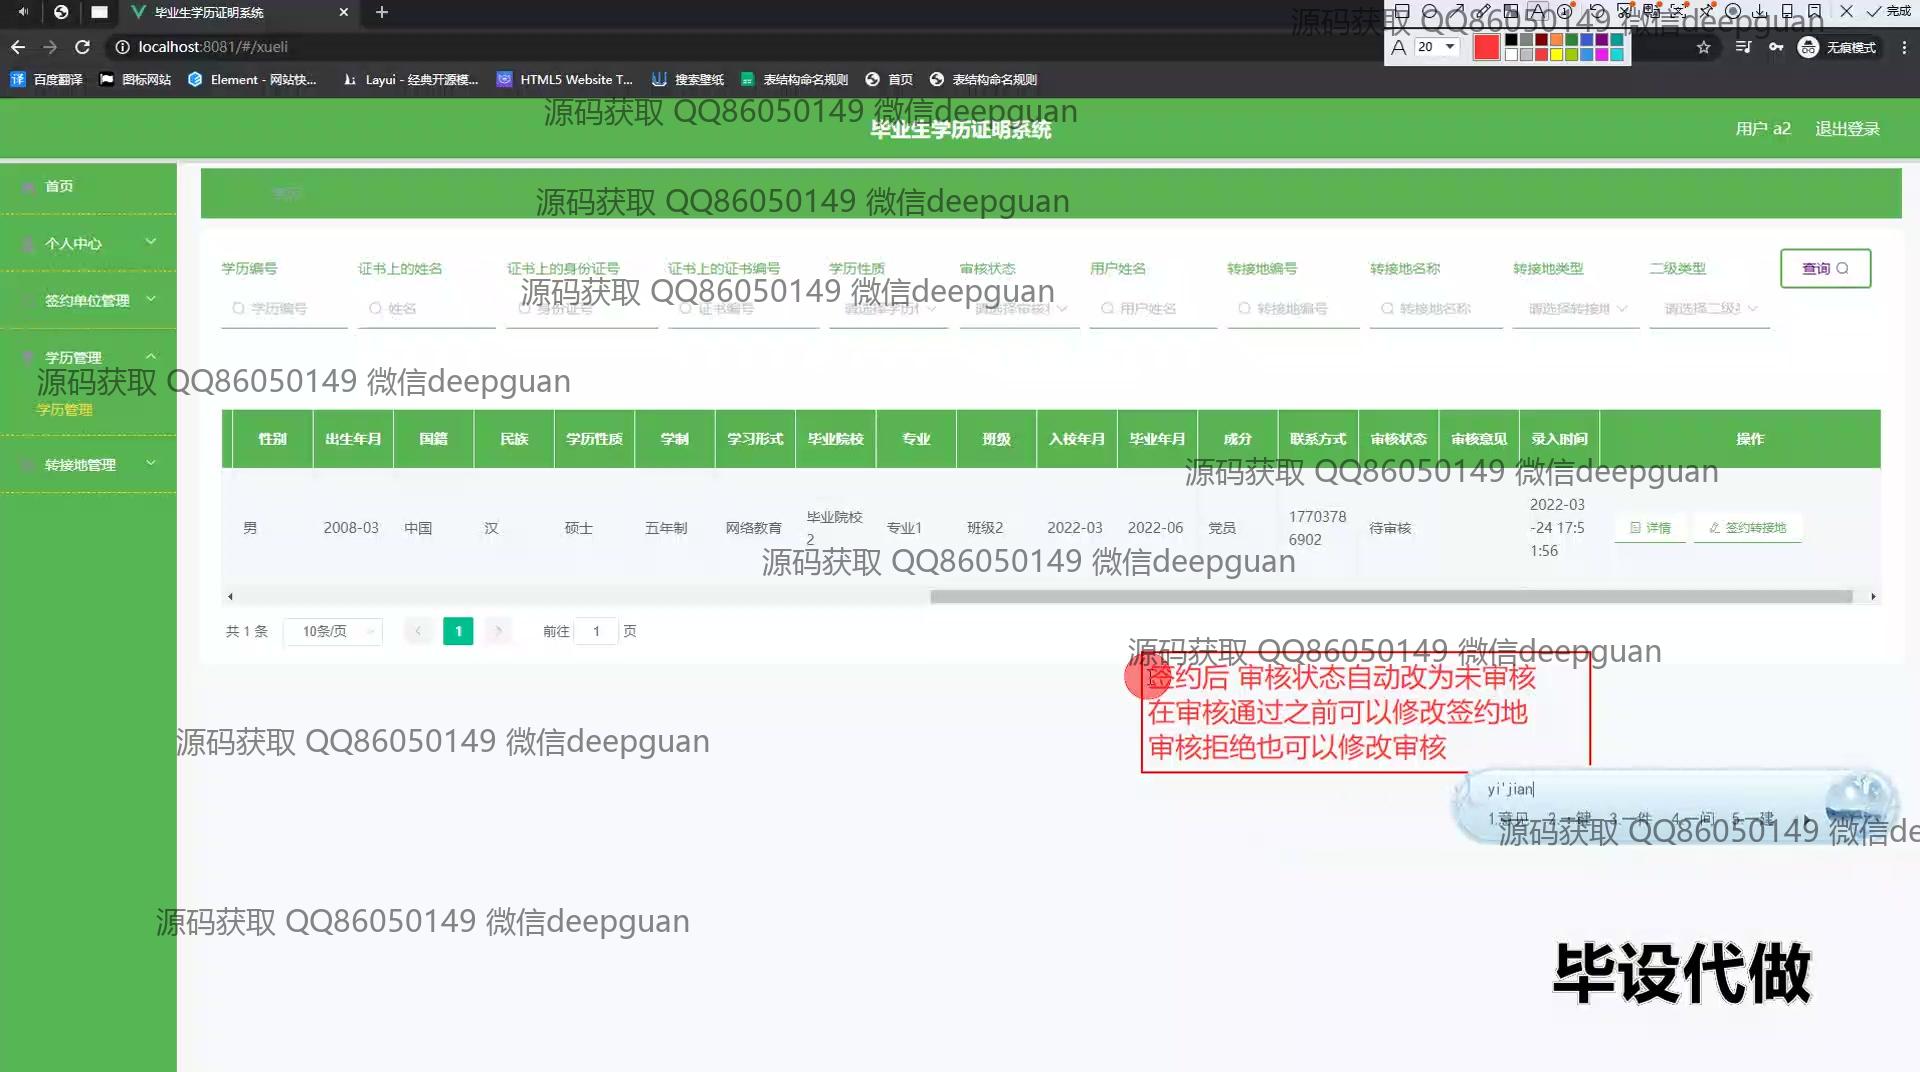 毕业生学历证明系统
完成
localhost:8081/#/xueli
A 20
无痕模式
源码获取 QQ86050149 微信deepguan
百度翻译
图标网站
Element - 网站快...
Layui - 经典开源模...
HTML5 Website T...
搜索壁纸
表结构命名规则
首页
表结构命名规则
源码获取 QQ86050149 微信deepguan
毕业生学历证明系统
用户 a2
退出登录
首页
学历
源码获取 QQ86050149 微信deepguan
个人中心
签约单位管理
学历管理
学历管理
转接地管理
学历编号 证书上的姓名 证书上的身份证号 证书上的证书编号 学历性质 审核状态 用户姓名 转接地编号 转接地名称 转接地类型 二级类型
查询
源码获取 QQ86050149 微信deepguan
学历编号 姓名 身份证号 证书编号 请选择学历 请选择审核 用户姓名 转接地编号 转接地名称 请选择转接地 请选择二级
源码获取 QQ86050149 微信deepguan
性别 出生年月 国籍 民族 学历性质 学制 学习形式 毕业院校 专业 班级 入校年月 毕业年月 成分 联系方式 审核状态 审核意见 录入时间 操作
源码获取 QQ86050149 微信deepguan
男 2008-03 中国 汉 硕士 五年制 网络教育 毕业院校2 专业1 班级2 2022-03 2022-06 党员 17703786902 待审核 2022-03-24 17:51:56 详情 签约转接地
源码获取 QQ86050149 微信deepguan
共 1 条 10条/页 1 前往 1 页
源码获取 QQ86050149 微信deepguan
签约后 审核状态自动改为未审核
在审核通过之前可以修改签约地
审核拒绝也可以修改审核
源码获取 QQ86050149 微信deepguan
yi'jian
1.意见 2.一键 3.一件 4.一间 5.一建
源码获取 QQ86050149 微信de
源码获取 QQ86050149 微信deepguan
毕设代做